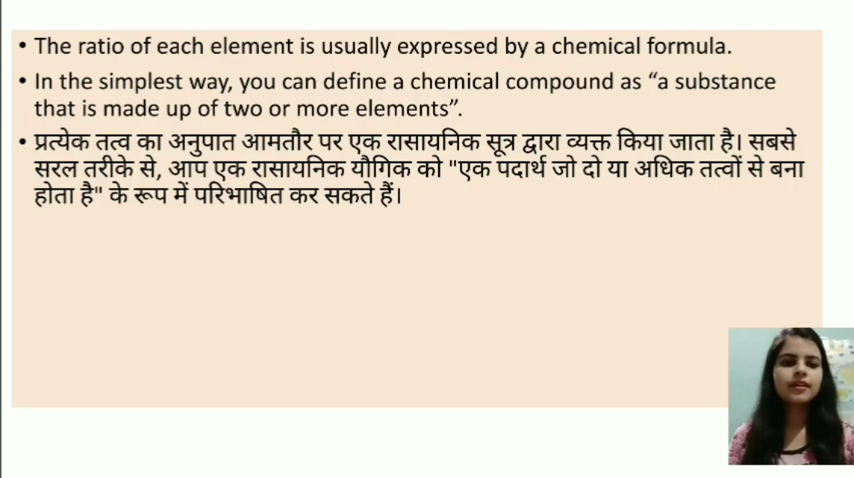 • The ratio of each element is usually expressed by a chemical formula.
• In the simplest way, you can define a chemical compound as “a substance
that is made up of two or more elements”.
• प्रत्येक तत्व का अनुपात आमतौर पर एक रासायनिक सूत्र द्वारा व्यक्त किया जाता है। सबसे
सरल तरीके से, आप एक रासायनिक यौगिक को "एक पदार्थ जो दो या अधिक तत्वों से बना
होता है" के रूप में परिभाषित कर सकते हैं।